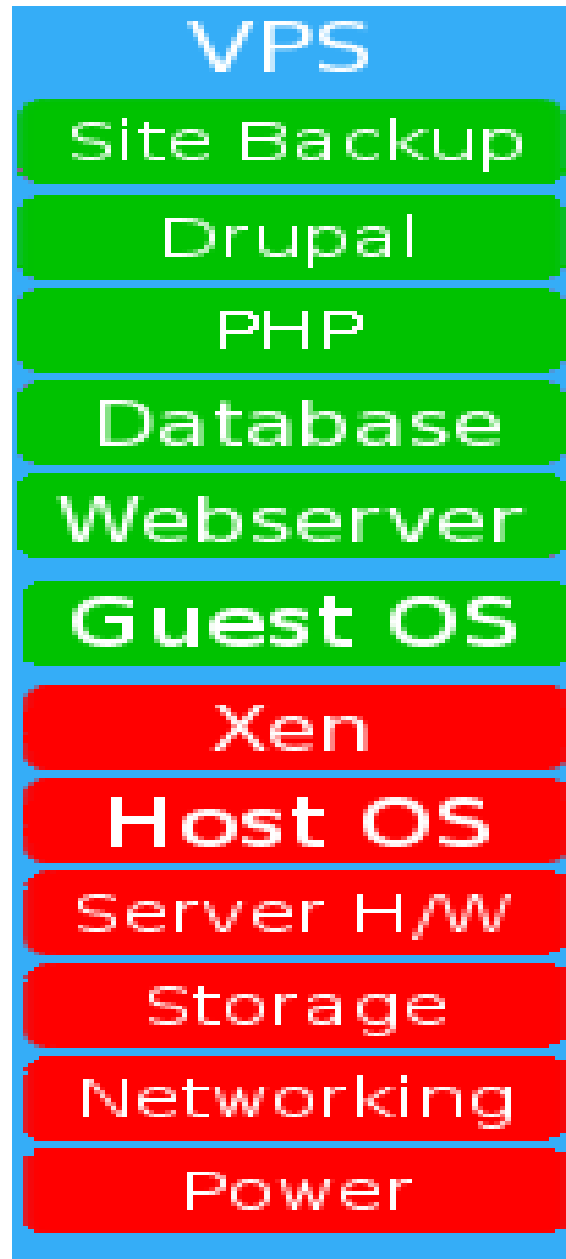 VPS
Site Backup
Drupal
PHP
Database
Webserver
Guest OS
Xen
Host OS
Server H/W
Storage
Networking
Power